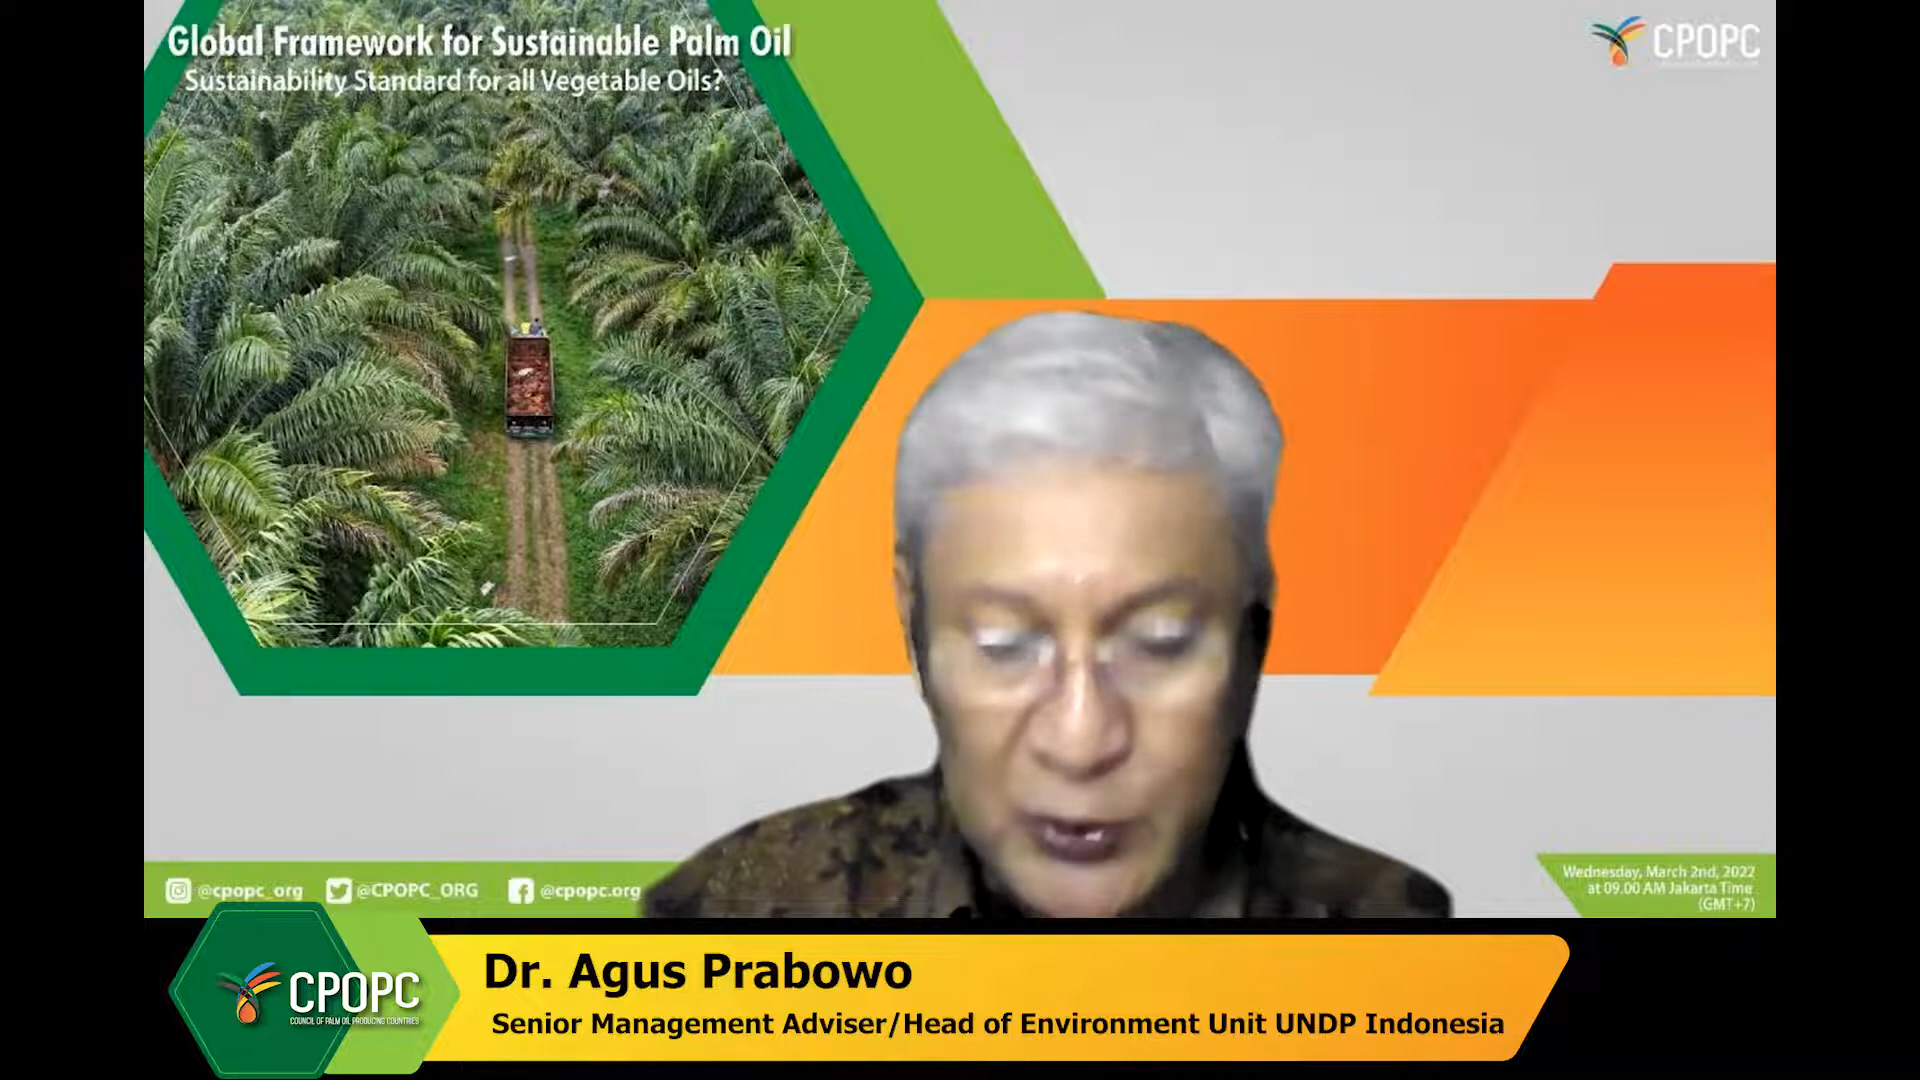 Global Framework for Sustainable Palm Oil
Sustainability Standard for all Vegetable Oils?
CPOPC
@cpopc_org
@CPOPC_ORG
@cpopc.org
Wednesday, March 2nd, 2022
at 09.00 AM Jakarta Time
(GMT+7)
CPOPC
COUNCIL OF PALM OIL PRODUCING COUNTRIES
Dr. Agus Prabowo
Senior Management Adviser/Head of Environment Unit UNDP Indonesia